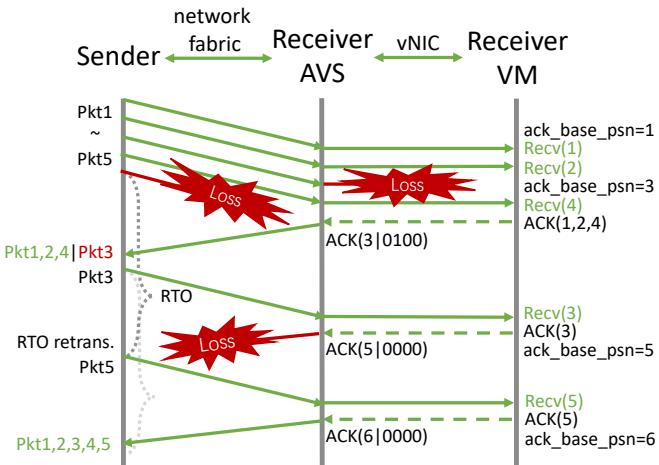 network
fabric
Sender
Receiver
AVS
vNIC
Receiver
VM
Pkt1
~
Pkt5
Loss
Loss
ack_base_psn=1
Recv(1)
Recv(2)
ack_base_psn=3
Recv(4)
ACK(1,2,4)
ACK(3|0100)
Pkt1,2,4|Pkt3
Pkt3
RTO
RTO retrans.
Pkt5
Loss
ACK(5|0000)
Recv(3)
ACK(3)
ack_base_psn=5
Recv(5)
ACK(5)
ack_base_psn=6
ACK(6|0000)
Pkt1,2,3,4,5